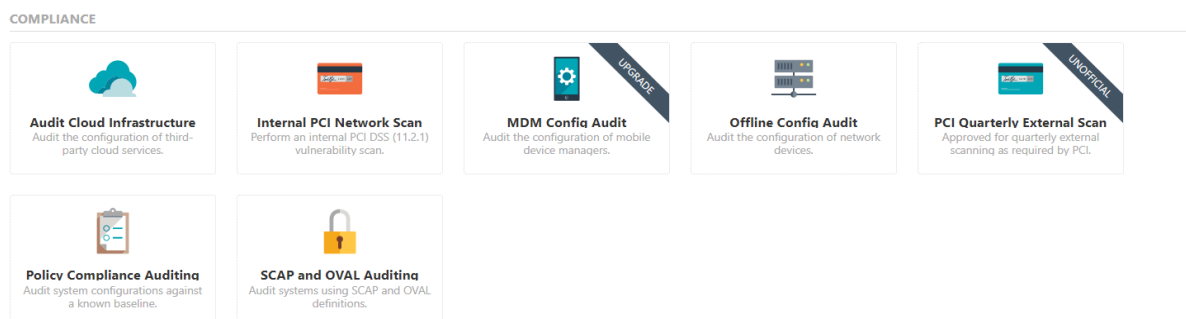 COMPLIANCE
Audit Cloud Infrastructure
Audit the configuration of third-
party cloud services.
Internal PCI Network Scan
Perform an internal PCI DSS (11.2.1)
vulnerability scan.
UPGRADE
MDM Config Audit
Audit the configuration of mobile
device managers.
Offline Config Audit
Audit the configuration of network
devices.
UNOFFICIAL
PCI Quarterly External Scan
Approved for quarterly external
scanning as required by PCI.
Policy Compliance Auditing
Audit system configurations against
a known baseline.
SCAP and OVAL Auditing
Audit systems using SCAP and OVAL
definitions.